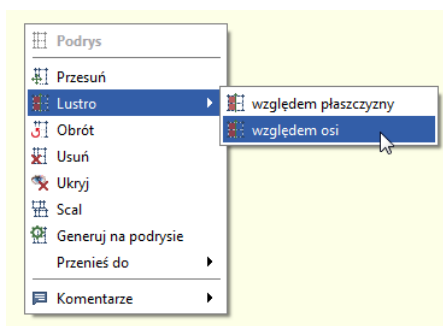 Podrys
Przesuń
Lustro
względem płaszczyzny
względem osi
Obrót
Usuń
Ukryj
Scal
Generuj na podrysie
Przenieś do
Komentarze